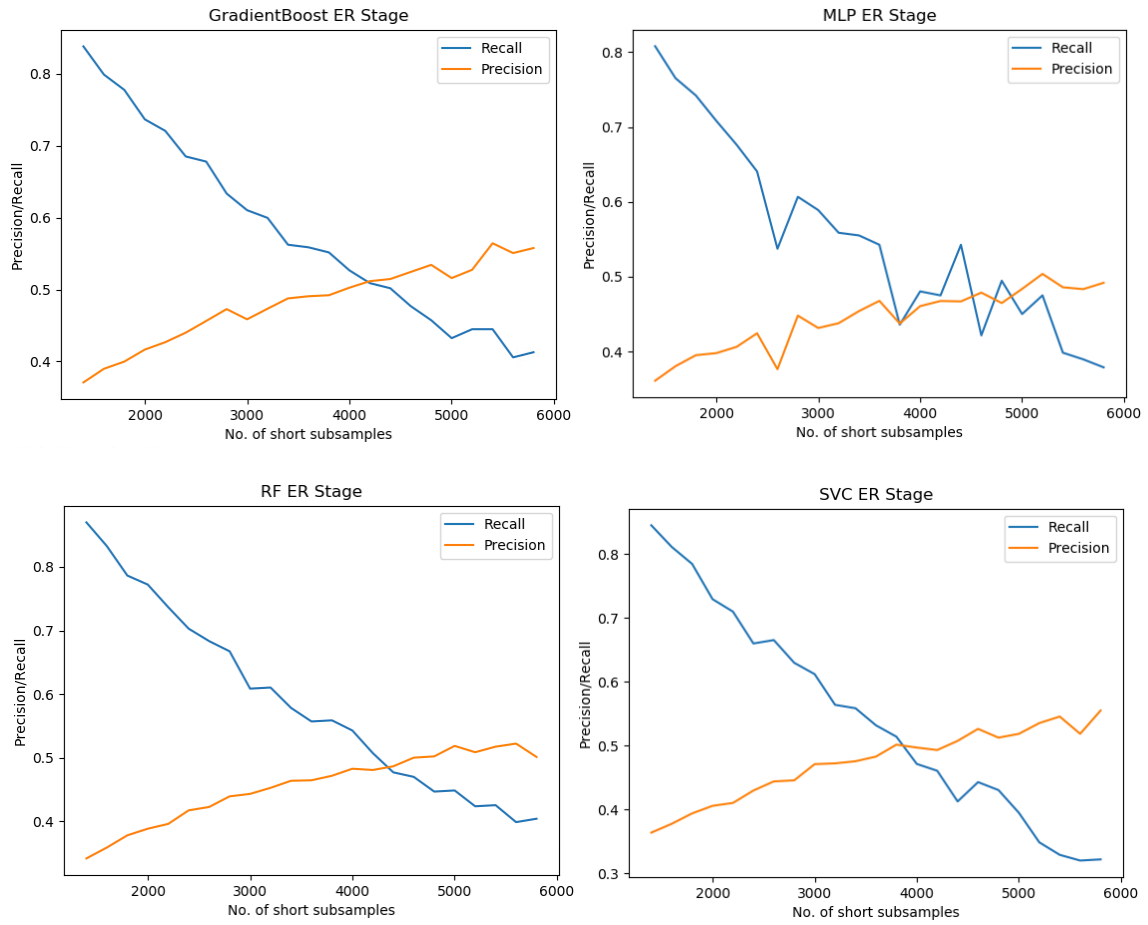 GradientBoost ER Stage
Recall
Precision
0.8
0.7
0.6
0.5
0.4
Precision/Recall
2000 3000 4000 5000 6000
No. of short subsamples
MLP ER Stage
Recall
Precision
0.8
0.7
0.6
0.5
0.4
Precision/Recall
2000 3000 4000 5000 6000
No. of short subsamples
RF ER Stage
Recall
Precision
0.8
0.7
0.6
0.5
0.4
Precision/Recall
2000 3000 4000 5000 6000
No. of short subsamples
SVC ER Stage
Recall
Precision
0.8
0.7
0.6
0.5
0.4
0.3
Precision/Recall
2000 3000 4000 5000 6000
No. of short subsamples